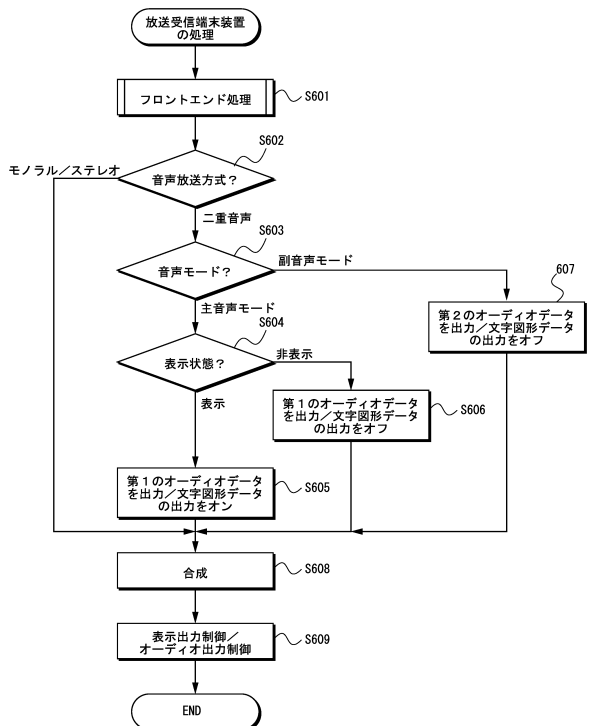 放送受信端末装置
の処理
フロントエンド処理
S601
S602
モノラル／ステレオ
音声放送方式？
二重音声
S603
音声モード？
副音声モード
607
主音声モード
第２のオーディオデータ
を出力／文字図形データ
の出力をオフ
S604
表示状態？
非表示
表示
第１のオーディオデータ
を出力／文字図形データ
の出力をオフ
S606
第１のオーディオデータ
を出力／文字図形データ
の出力をオン
S605
合成
S608
表示出力制御／
オーディオ出力制御
S609
END